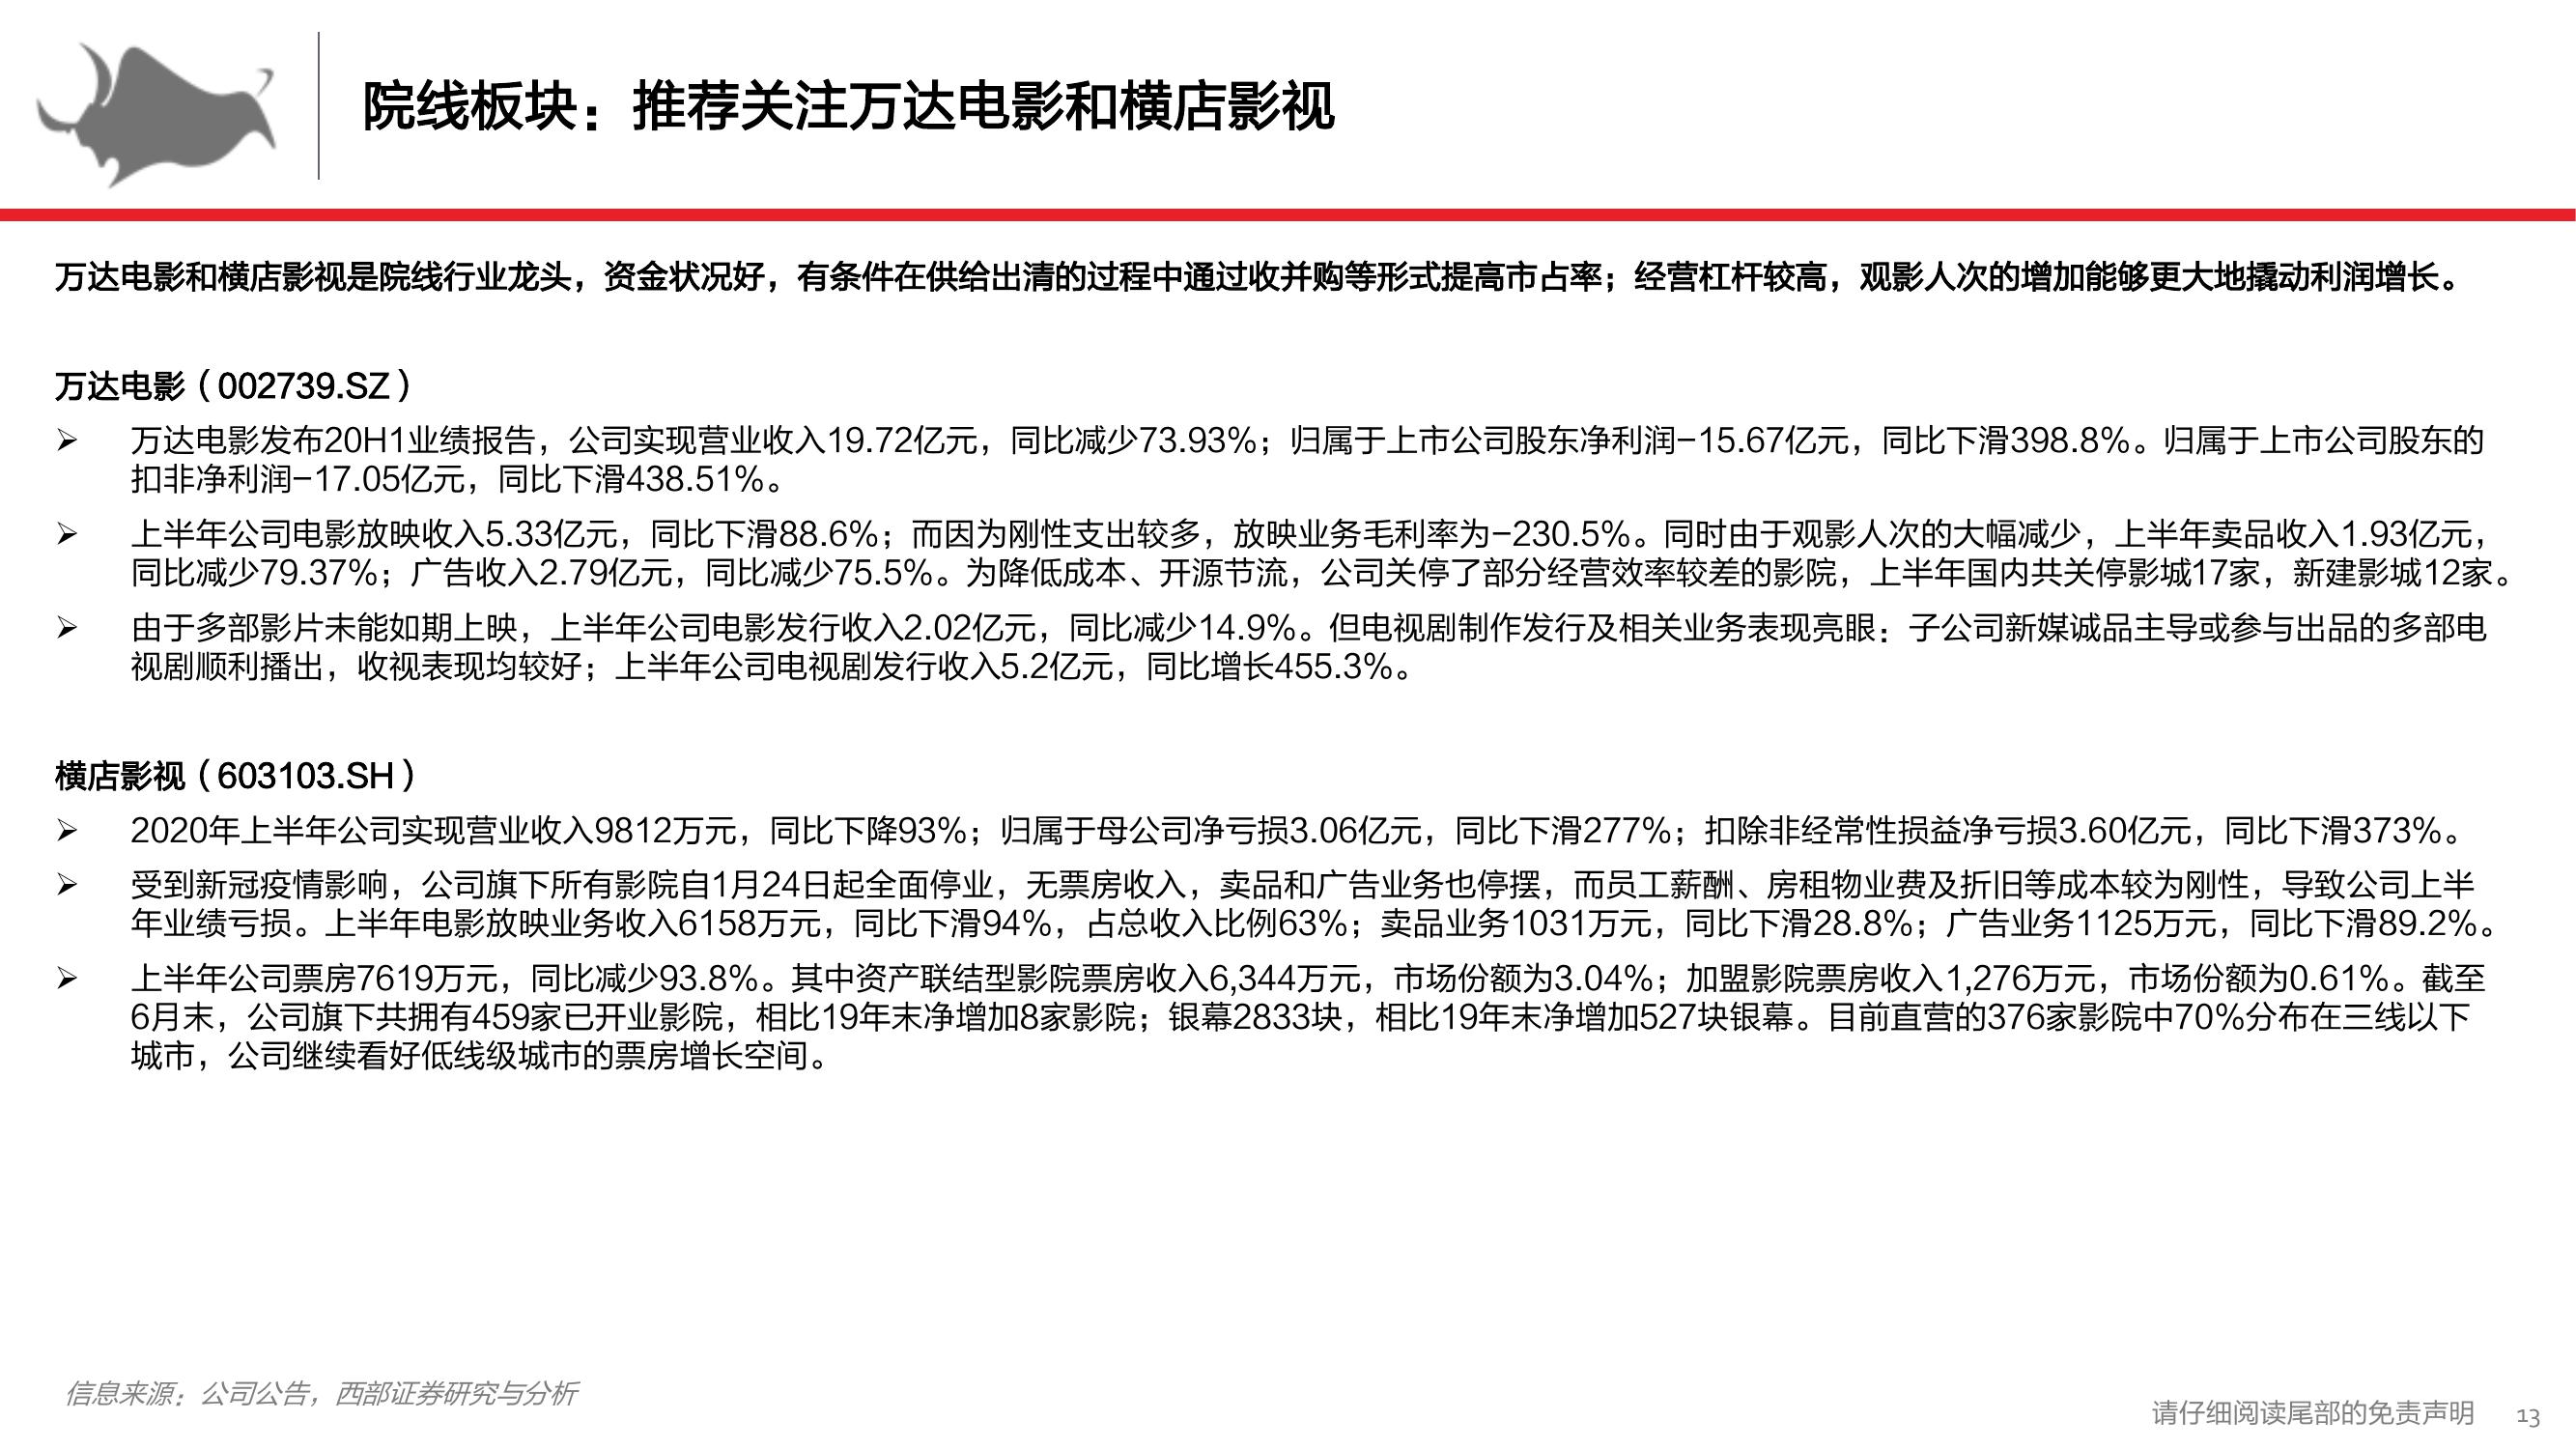 院线板块：推荐关注万达电影和横店影视
万达电影和横店影视是院线行业龙头，资金状况好，有条件在供给出清的过程中通过收并购等形式提高市占率；经营杠杆较高，观影人次的增加能够更大地撬动利润增长。
万达电影（002739.SZ）
➢ 万达电影发布20H1业绩报告，公司实现营业收入19.72亿元，同比减少73.93%；归属于上市公司股东净利润-15.67亿元，同比下滑398.8%。归属于上市公司股东的
扣非净利润-17.05亿元，同比下滑438.51%。
➢ 上半年公司电影放映收入5.33亿元，同比下滑88.6%；而因为刚性支出较多，放映业务毛利率为-230.5%。同时由于观影人次的大幅减少，上半年卖品收入1.93亿元，
同比减少79.37%；广告收入2.79亿元，同比减少75.5%。为降低成本、开源节流，公司关停了部分经营效率较差的影院，上半年国内共关停影城17家，新建影城12家。
➢ 由于多部影片未能如期上映，上半年公司电影发行收入2.02亿元，同比减少14.9%。但电视剧制作发行及相关业务表现亮眼：子公司新媒诚品主导或参与出品的多部电
视剧顺利播出，收视表现均较好；上半年公司电视剧发行收入5.2亿元，同比增长455.3%。
横店影视（603103.SH）
➢ 2020年上半年公司实现营业收入9812万元，同比下降93%；归属于母公司净亏损3.06亿元，同比下滑277%；扣除非经常性损益净亏损3.60亿元，同比下滑373%。
➢ 受到新冠疫情影响，公司旗下所有影院自1月24日起全面停业，无票房收入，卖品和广告业务也停摆，而员工薪酬、房租物业费及折旧等成本较为刚性，导致公司上半
年业绩亏损。上半年电影放映业务收入6158万元，同比下滑94%，占总收入比例63%；卖品业务1031万元，同比下滑28.8%；广告业务1125万元，同比下滑89.2%。
➢ 上半年公司票房7619万元，同比减少93.8%。其中资产联结型影院票房收入6,344万元，市场份额为3.04%；加盟影院票房收入1,276万元，市场份额为0.61%。截至
6月末，公司旗下共拥有459家已开业影院，相比19年末净增加8家影院；银幕2833块，相比19年末净增加527块银幕。目前直营的376家影院中70%分布在三线以下
城市，公司继续看好低线级城市的票房增长空间。
信息来源：公司公告，西部证券研究与分析
请仔细阅读尾部的免责声明 13